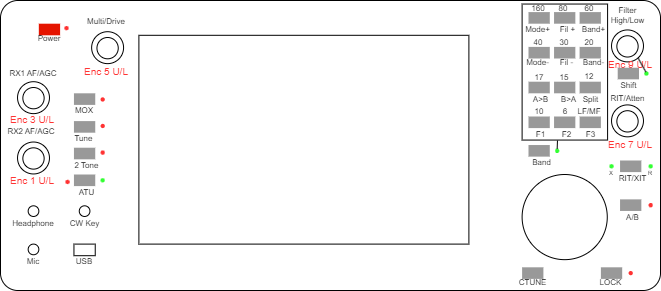 Multi/Drive
Power
Enc 5 U/L
RX1 AF/AGC
Enc 3 U/L
RX2 AF/AGC
Enc 1 U/L
MOX
Tune
2 Tone
ATU
Headphone
CW Key
Mic
USB
160 80 60
Mode+ Fil + Band+
40 30 20
Mode- Fil - Band-
17 15 12
A>B B>A Split
10 6 LF/MF
F1 F2 F3
Band
Filter
High/Low
Enc 9 U/L
Shift
RIT/Atten
Enc 7 U/L
X R
RIT/XIT
A/B
CTUNE
LOCK